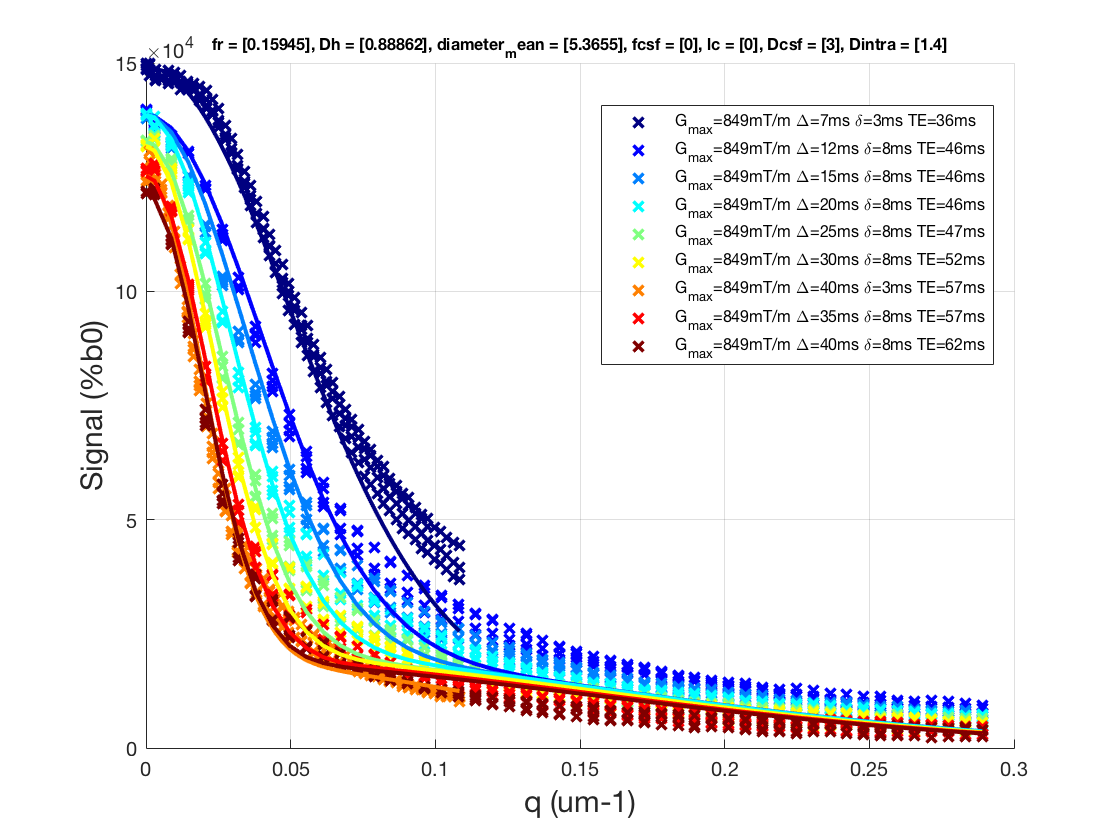 fr = [0.15945], Dh = [0.88862], diameter_mean = [5.3655], fcsf = [0], lc = [0], Dcsf = [3], Dintra = [1.4]
×10⁴
15
10
5
0
Signal (%b0)
0 0.05 0.1 0.15 0.2 0.25 0.3
q (um-1)
G_max=849mT/m Δ=7ms δ=3ms TE=36ms
G_max=849mT/m Δ=12ms δ=8ms TE=46ms
G_max=849mT/m Δ=15ms δ=8ms TE=46ms
G_max=849mT/m Δ=20ms δ=8ms TE=46ms
G_max=849mT/m Δ=25ms δ=8ms TE=47ms
G_max=849mT/m Δ=30ms δ=8ms TE=52ms
G_max=849mT/m Δ=40ms δ=3ms TE=57ms
G_max=849mT/m Δ=35ms δ=8ms TE=57ms
G_max=849mT/m Δ=40ms δ=8ms TE=62ms